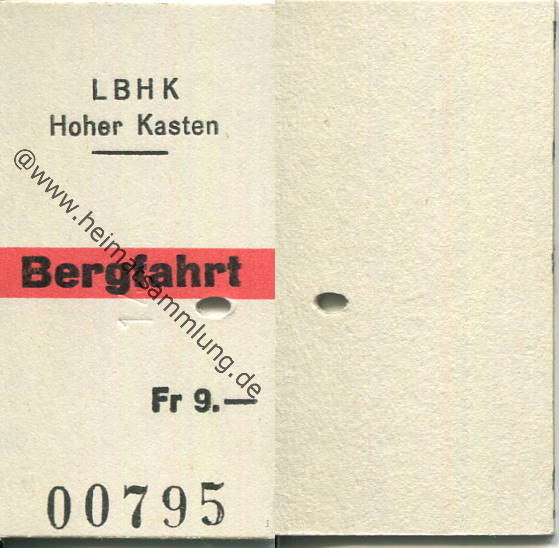 LBHK
Hoher Kasten
@www.heimatsammlung.de
Bergfahrt
Fr 9.—
00795